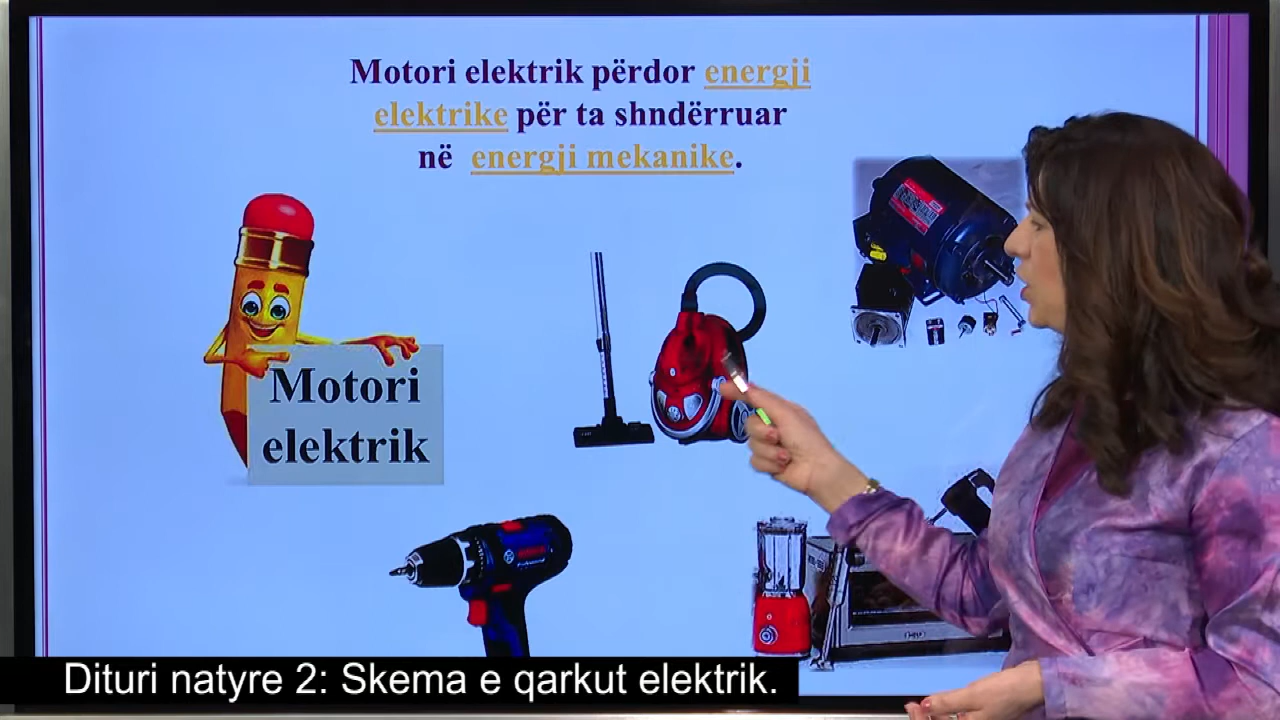 Motori elektrik përdor energji
elektrike për ta shndërruar
në energji mekanike.
Motori
elektrik
Dituri natyre 2: Skema e qarkut elektrik.